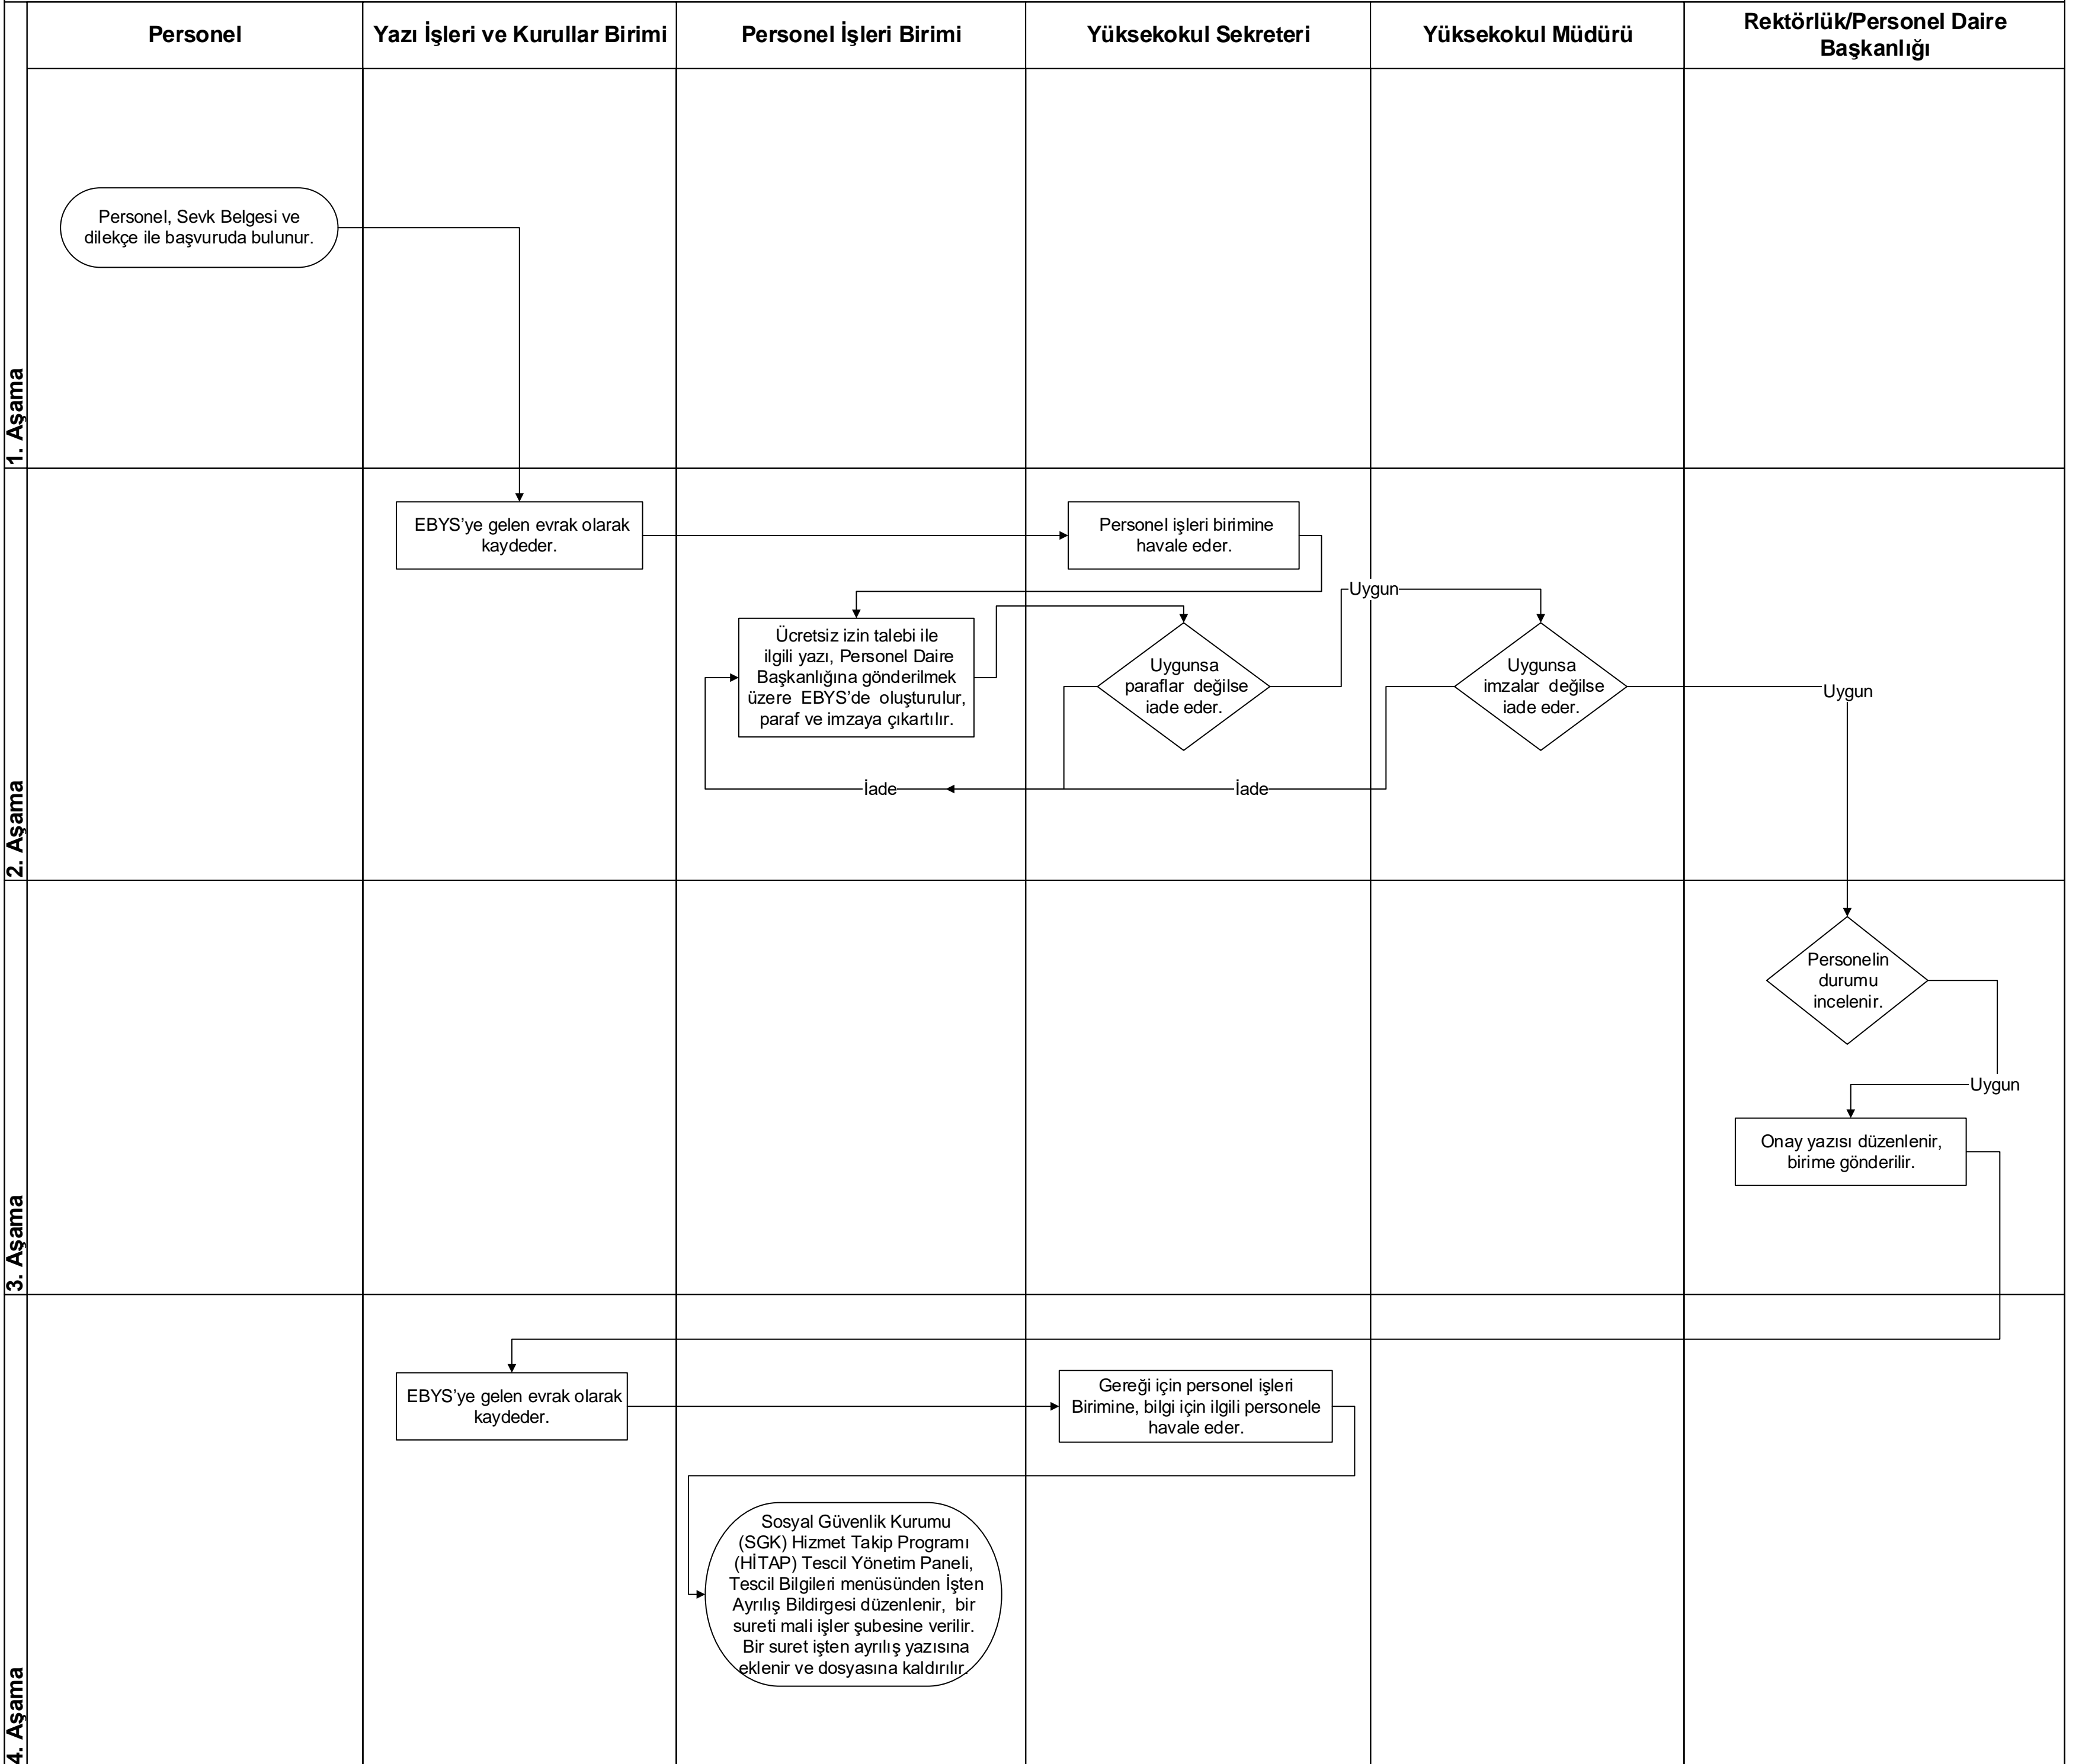 Personel
Yazı İşleri ve Kurullar Birimi
Personel İşleri Birimi
Yüksekokul Sekreteri
Yüksekokul Müdürü
Rektörlük/Personel Daire
Başkanlığı
1. Aşama
Personel, Sevk Belgesi ve
dilekçe ile başvuruda bulunur.
2. Aşama
EBYS’ye gelen evrak olarak
kaydeder.
Personel işleri birimine
havale eder.
Ücretsiz izin talebi ile
ilgili yazı, Personel Daire
Başkanlığına gönderilmek
üzere EBYS’de oluşturulur,
paraf ve imzaya çıkartılır.
Uygunsa
paraflar değilse
iade eder.
Uygun
Uygunsa
imzalar değilse
iade eder.
Uygun
İade
İade
3. Aşama
Personelin
durumu
incelenir.
Uygun
Onay yazısı düzenlenir,
birime gönderilir.
4. Aşama
EBYS’ye gelen evrak olarak
kaydeder.
Gereği için personel işleri
Birimine, bilgi için ilgili personele
havale eder.
Sosyal Güvenlik Kurumu
(SGK) Hizmet Takip Programı
(HİTAP) Tescil Yönetim Paneli,
Tescil Bilgileri menüsünden İşten
Ayrılış Bildirgesi düzenlenir, bir
sureti mali işler şubesine verilir.
Bir suret işten ayrılış yazısına
eklenir ve dosyasına kaldırılır.